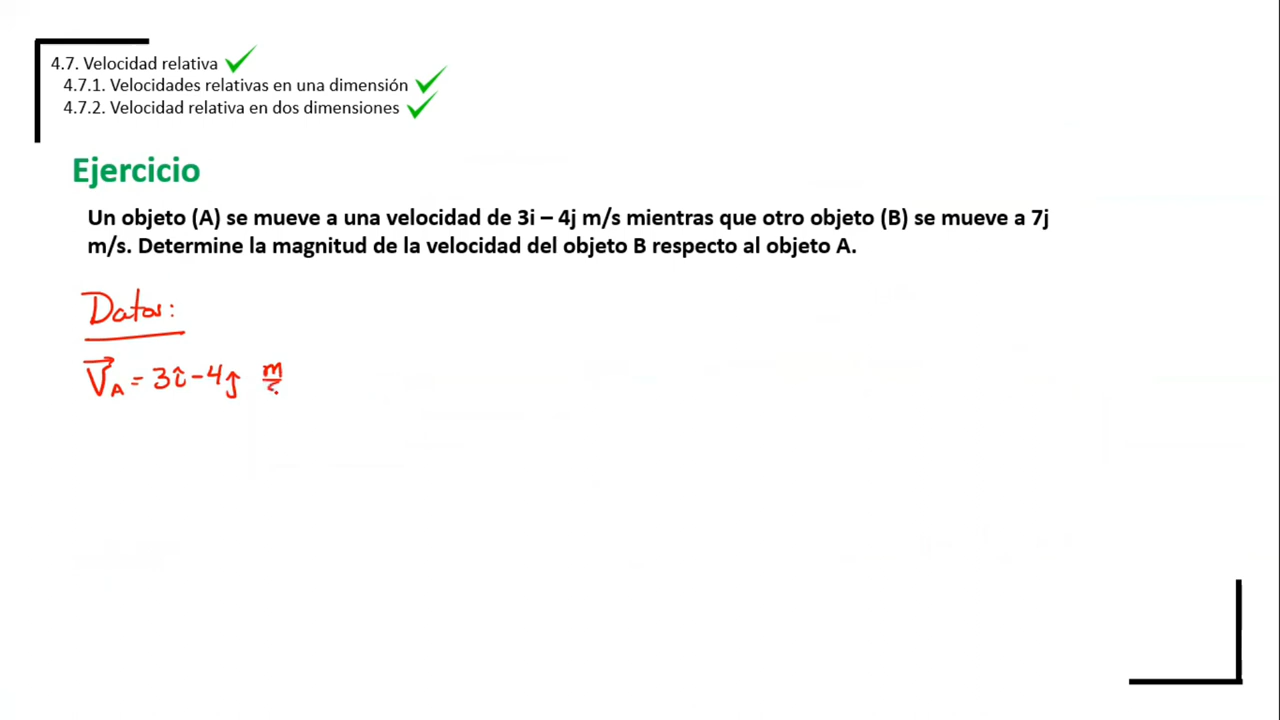 4.7. Velocidad relativa
4.7.1. Velocidades relativas en una dimensión
4.7.2. Velocidad relativa en dos dimensiones
Ejercicio
Un objeto (A) se mueve a una velocidad de 3i – 4j m/s mientras que otro objeto (B) se mueve a 7j
m/s. Determine la magnitud de la velocidad del objeto B respecto al objeto A.
Datos:
V⃗_A = 3î - 4ĵ m/s